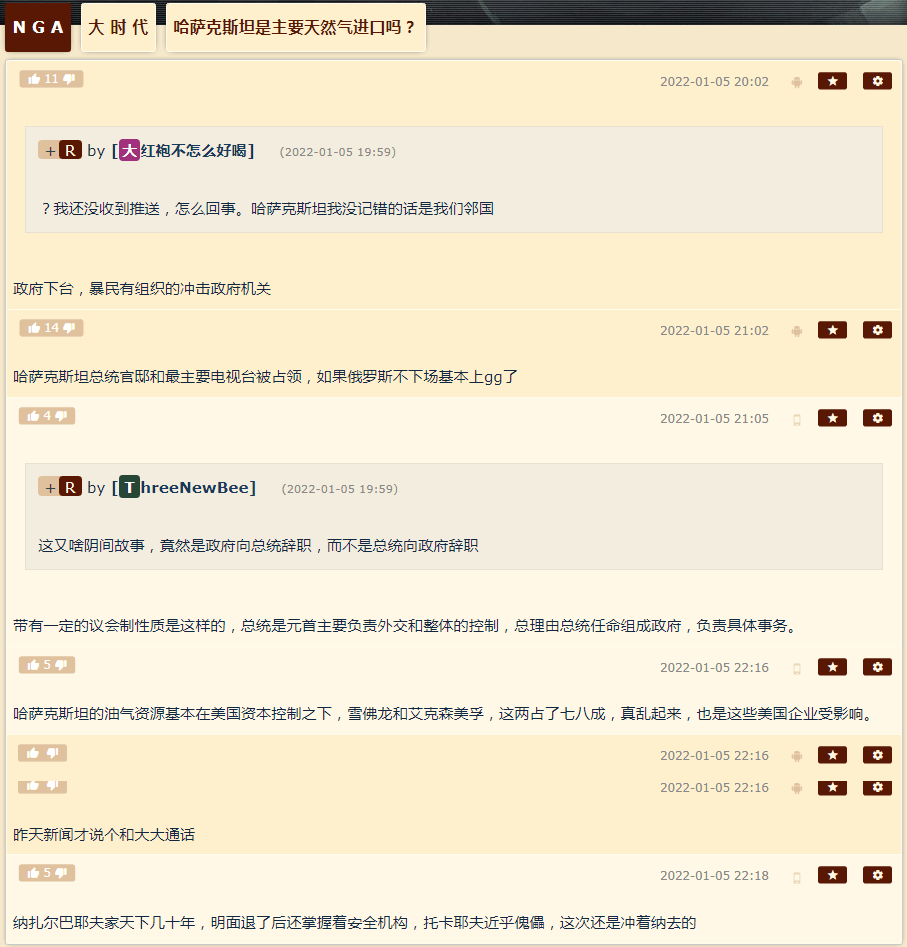 NGA 大时代 哈萨克斯坦是主要天然气进口吗？
11 2022-01-05 20:02
+ R by [大红袍不怎么好喝] (2022-01-05 19:59)
？我还没收到推送，怎么回事。哈萨克斯坦我没记错的话是我们邻国
政府下台，暴民有组织的冲击政府机关
14 2022-01-05 21:02
哈萨克斯坦总统官邸和最主要电视台被占领，如果俄罗斯不下场基本上gg了
4 2022-01-05 21:05
+ R by [ThreeNewBee] (2022-01-05 19:59)
这又啥阴间故事，竟然是政府向总统辞职，而不是总统向政府辞职
带有一定的议会制性质是这样的，总统是元首主要负责外交和整体的控制，总理由总统任命组成政府，负责具体事务。
5 2022-01-05 22:16
哈萨克斯坦的油气资源基本在美国资本控制之下，雪佛龙和艾克森美孚，这两占了七八成，真乱起来，也是这些美国企业受影响。
2022-01-05 22:16
2022-01-05 22:16
昨天新闻才说个和大大通话
5 2022-01-05 22:18
纳扎尔巴耶夫家天下几十年，明面退了后还掌握着安全机构，托卡耶夫近乎傀儡，这次还是冲着纳去的